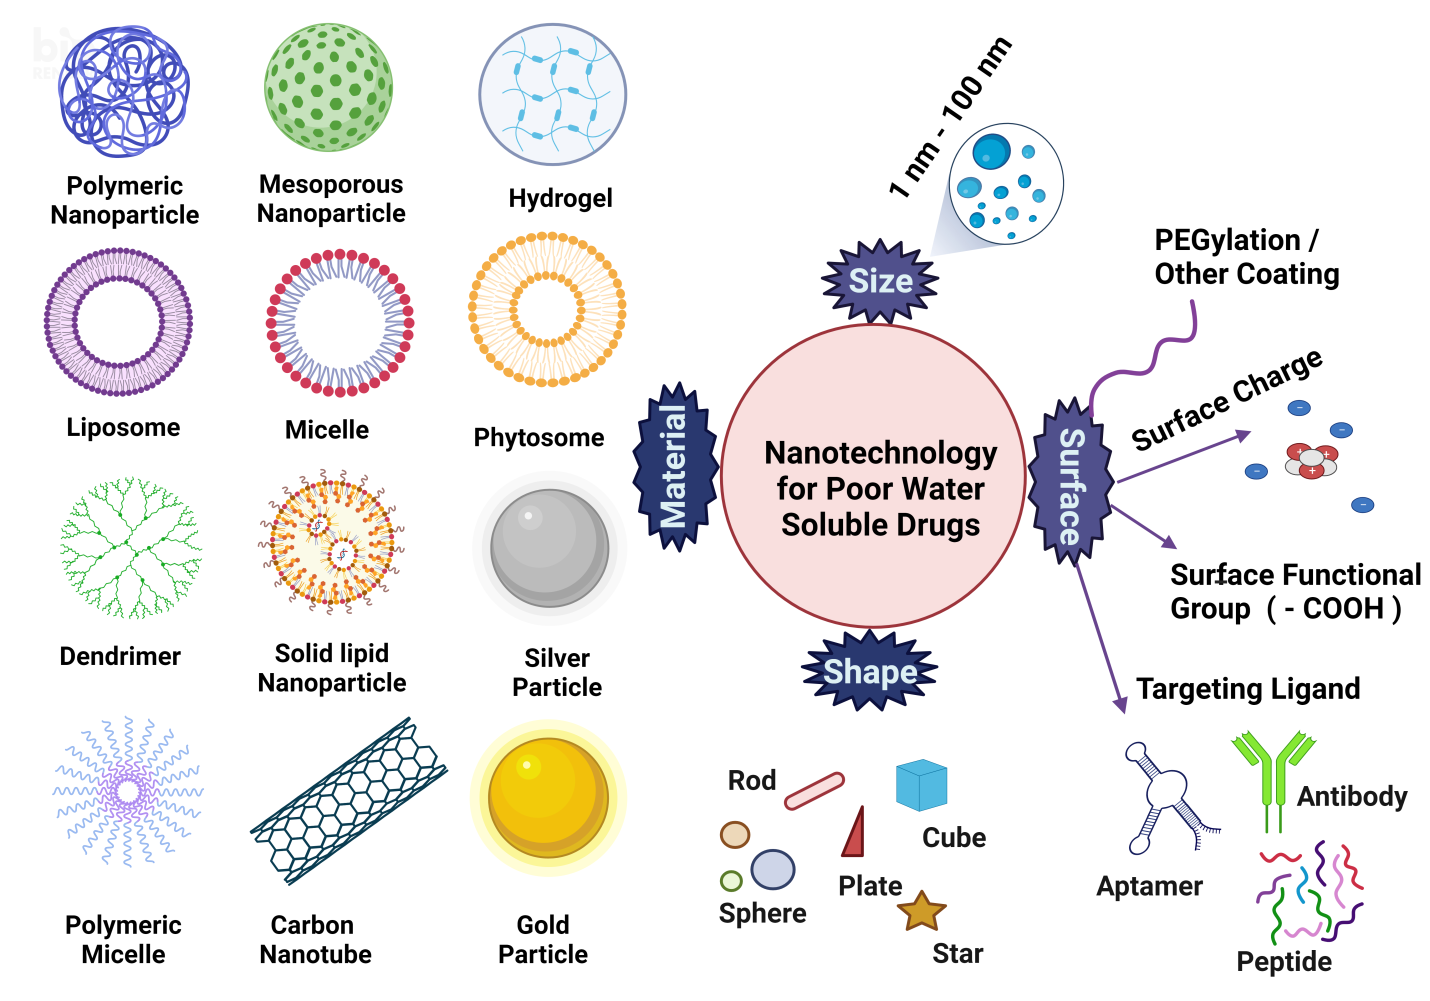 Polymeric
Nanoparticle
Mesoporous
Nanoparticle
Hydrogel
Liposome
Micelle
Phytosome
Dendrimer
Solid lipid
Nanoparticle
Silver
Particle
Polymeric
Micelle
Carbon
Nanotube
Gold
Particle
1 nm - 100 nm
Size
Material
Nanotechnology
for Poor Water
Soluble Drugs
Surface
Shape
PEGylation /
Other Coating
Surface Charge
Surface Functional
Group ( - COOH )
Targeting Ligand
Rod
Cube
Plate
Sphere
Star
Antibody
Aptamer
Peptide